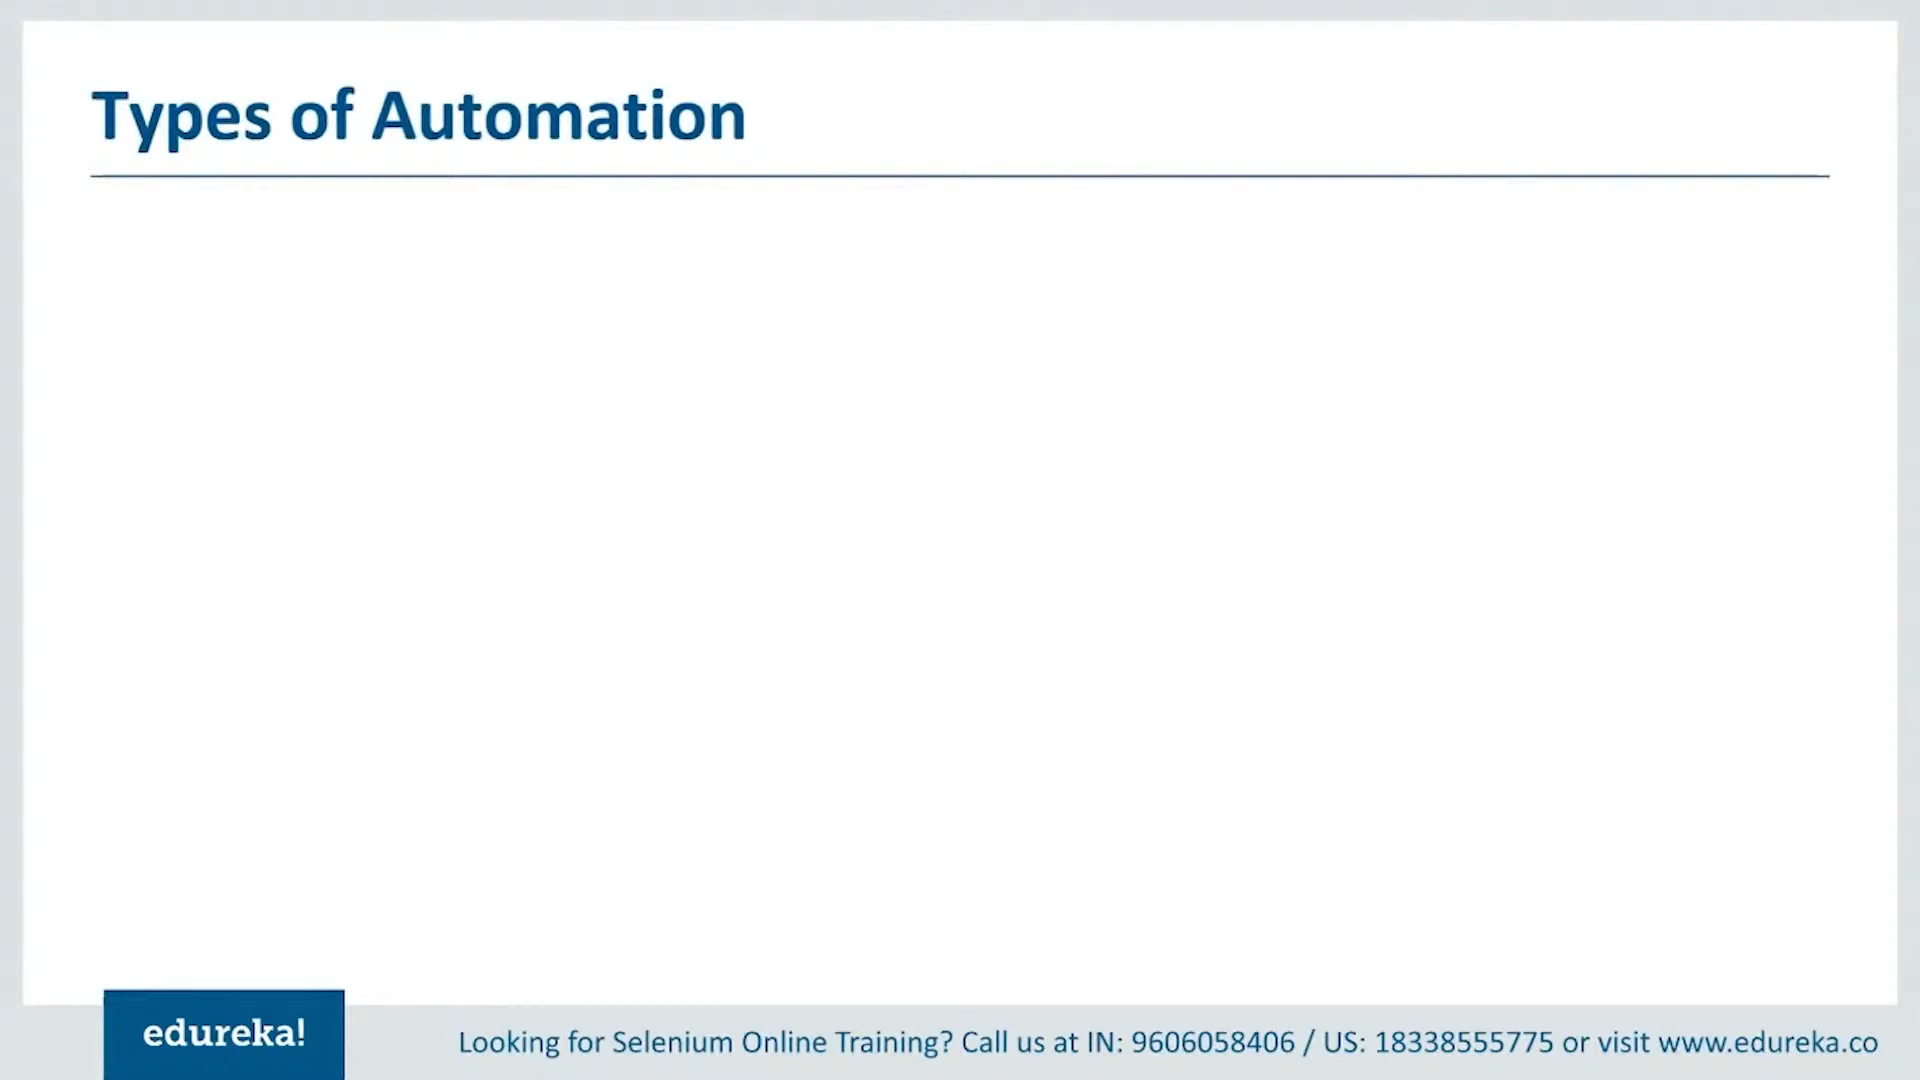 Types of Automation
edureka!
Looking for Selenium Online Training? Call us at IN: 9606058406 / US: 18338555775 or visit www.edureka.co